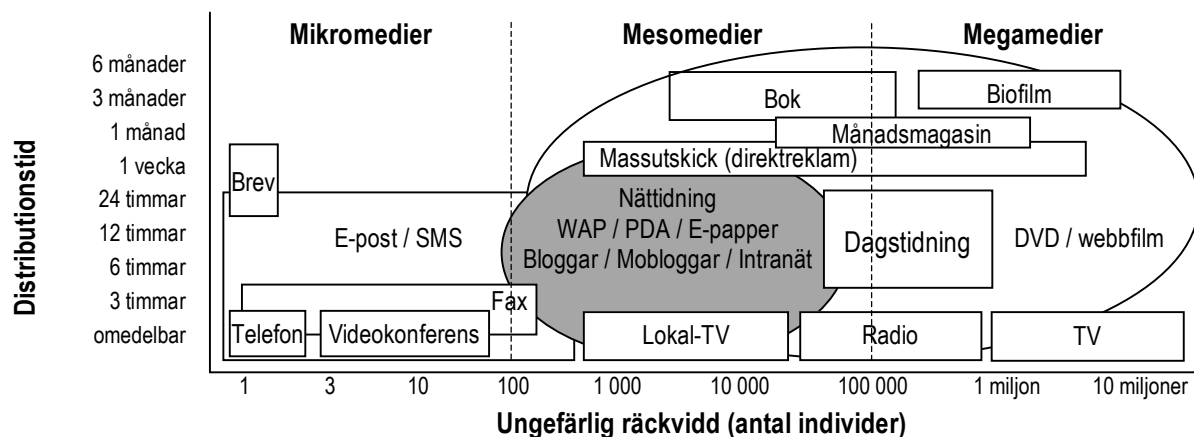 Mikromedier
Mesomedier
Megamedier
Distributionstid
6 månader
3 månader
1 månad
1 vecka
24 timmar
12 timmar
6 timmar
3 timmar
omedelbar
Bok
Biofilm
Månadsmagasin
Massutskick (direktreklam)
Brev
Nättidning
WAP / PDA / E-papper
Bloggar / Mobloggar / Intranät
E-post / SMS
Dagstidning
DVD / webbfilm
Fax
Telefon
Videokonferens
Lokal-TV
Radio
TV
1
3
10
100
1 000
10 000
100 000
1 miljon
10 miljoner
Ungefärlig räckvidd (antal individer)